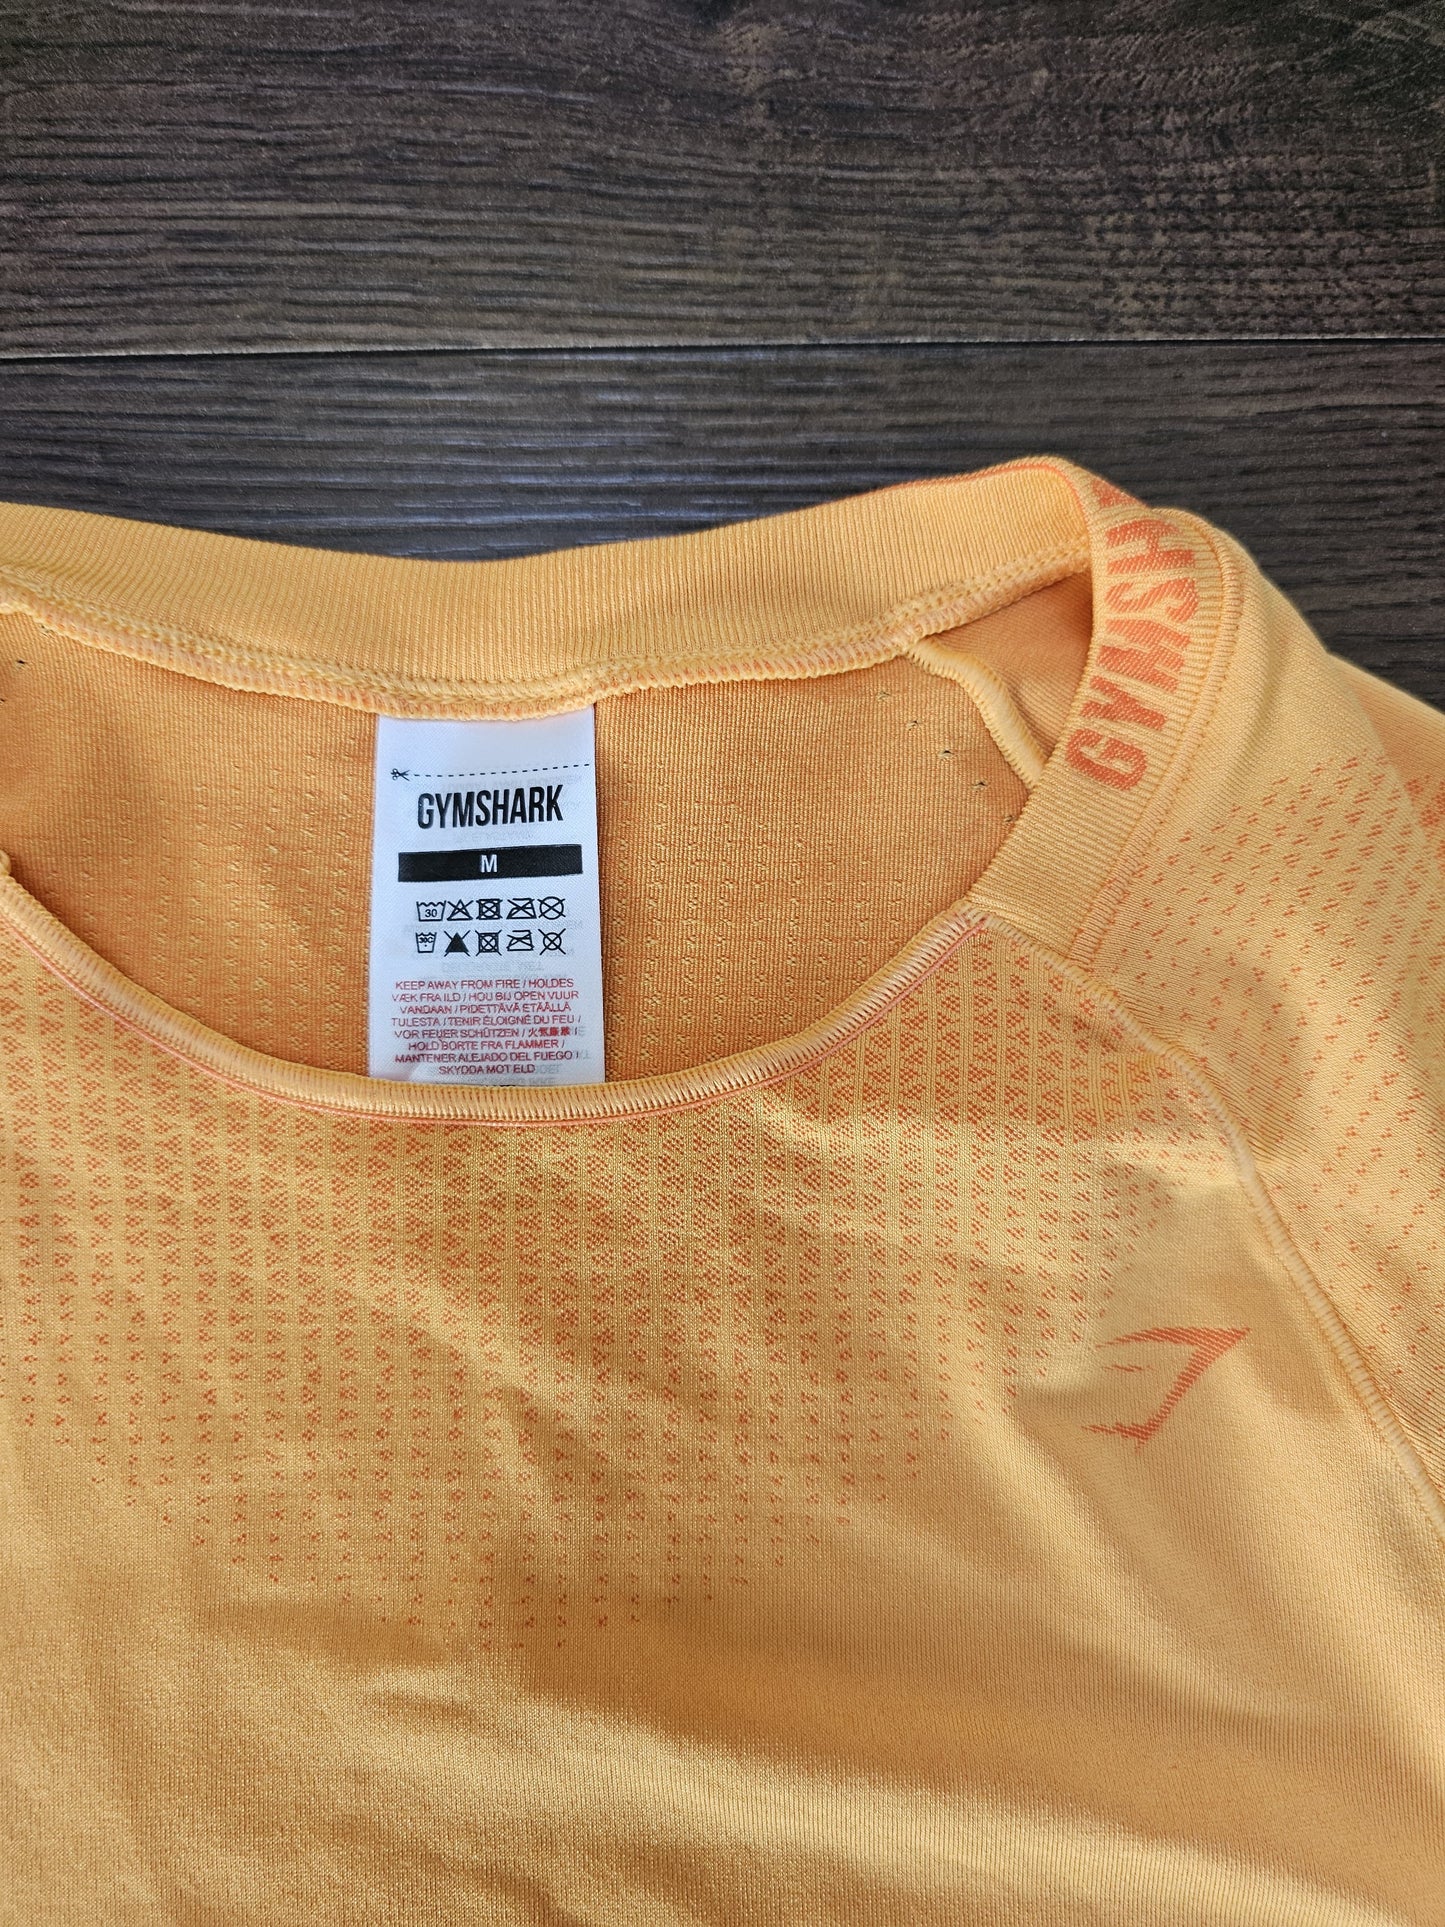 GYMSHARK
M
30
30C
KEEP AWAY FROM FIRE / HOLDES
VÆK FRA ILD / HOU BIJ OPEN VUUR
VANDAAN / PIDETTÄVÄ ETÄÄLLÄ
TULESTA / TENIR ÉLOIGNÉ DU FEU /
VOR FEUER SCHÜTZEN / 火気厳禁 /
HOLD BORTE FRA FLAMMER /
MANTENER ALEJADO DEL FUEGO /
SKYDDA MOT ELD
GYMSH